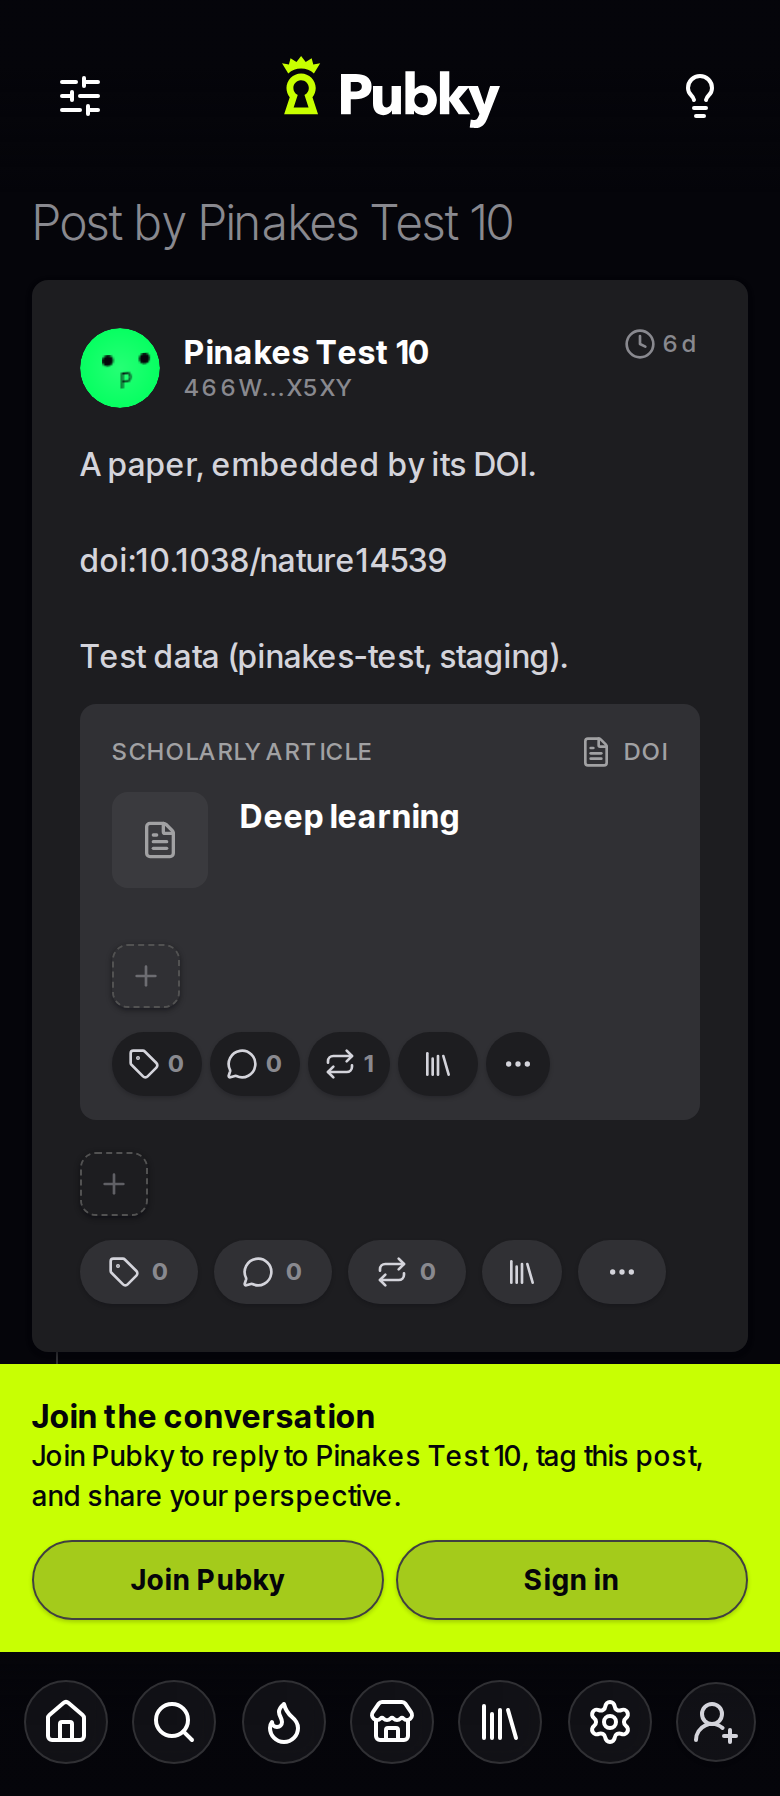 Pubky
Post by Pinakes Test 10
Pinakes Test 10
6d
466W...X5XY
A paper, embedded by its DOI.
doi:10.1038/nature14539
Test data (pinakes-test, staging).
SCHOLARLY ARTICLE
DOI
Deep learning
0 0 1
0 0 0
Join the conversation
Join Pubky to reply to Pinakes Test 10, tag this post,
and share your perspective.
Join Pubky
Sign in